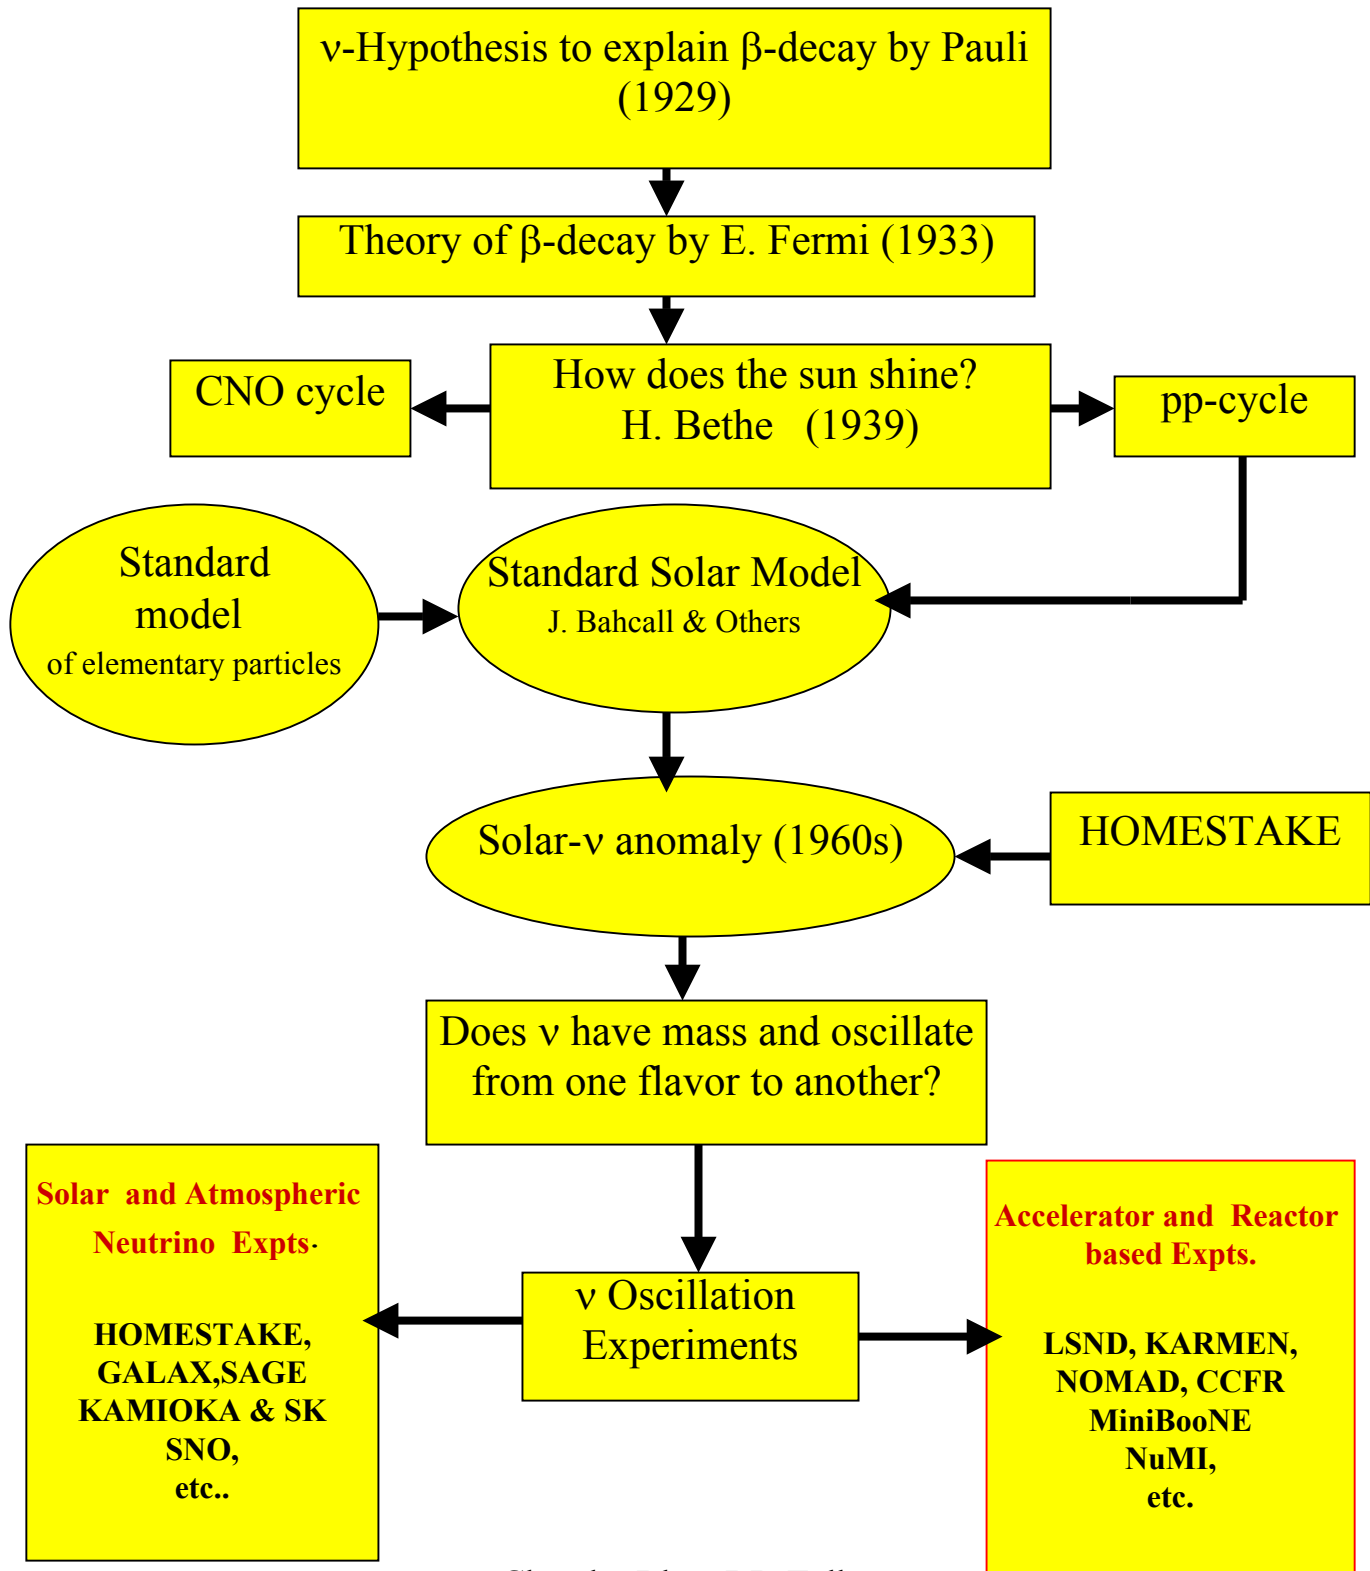 ν-Hypothesis to explain β-decay by Pauli
(1929)
Theory of β-decay by E. Fermi (1933)
CNO cycle
How does the sun shine?
H. Bethe (1939)
pp-cycle
Standard
model
of elementary particles
Standard Solar Model
J. Bahcall & Others
Solar-ν anomaly (1960s)
HOMESTAKE
Does ν have mass and oscillate
from one flavor to another?
Solar and Atmospheric
Neutrino Expts.
HOMESTAKE,
GALAX,SAGE
KAMIOKA & SK
SNO,
etc..
ν Oscillation
Experiments
Accelerator and Reactor
based Expts.
LSND, KARMEN,
NOMAD, CCFR
MiniBooNE
NuMI,
etc.